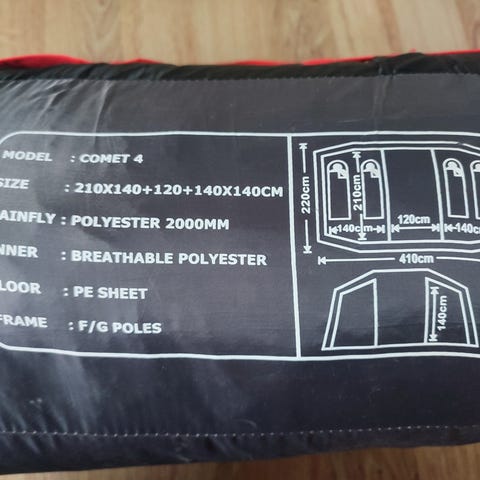 MODEL : COMET 4
SIZE : 210X140+120+140X140CM
AINFLY : POLYESTER 2000MM
NNER : BREATHABLE POLYESTER
LOOR : PE SHEET
FRAME : F/G POLES
220cm
210cm
140cm
120cm
140cm
410cm
140cm